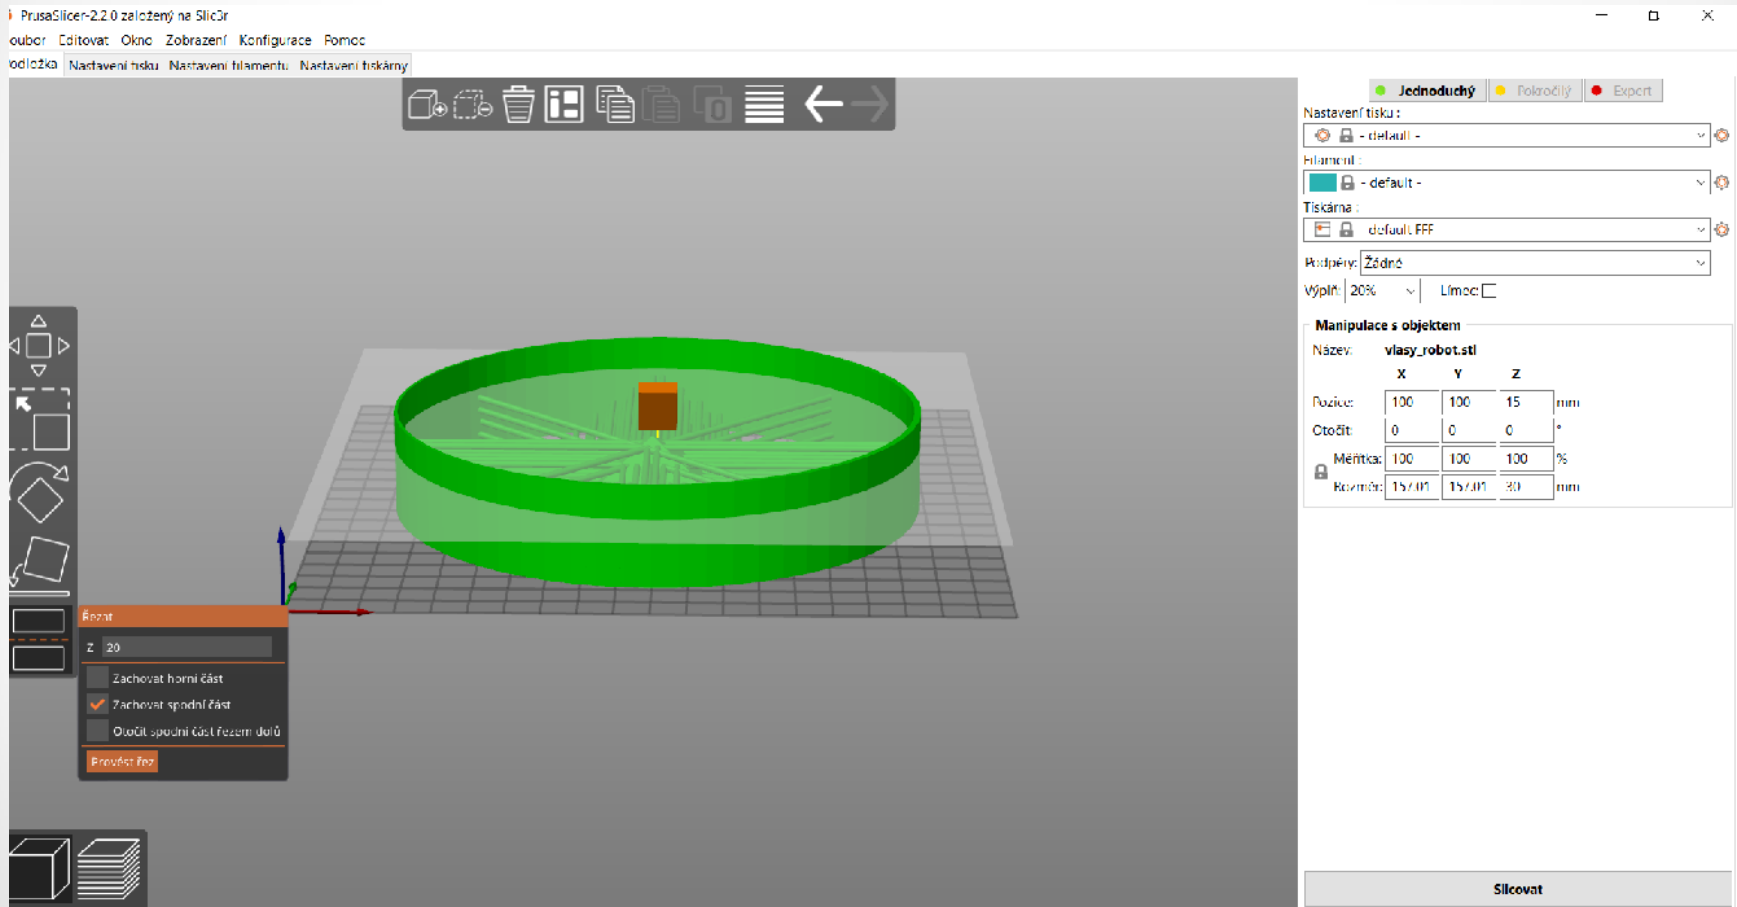 PrusaSlicer-2.2.0 založený na Slic3r
oubor Editovat Okno Zobrazení Konfigurace Pomoc
odložka Nastavení tisku Nastavení filamentu Nastavení tiskárny
Jednoduchý Pokročilý Expert
Nastavení tisku :
- default -
Filament :
- default -
Tiskárna :
default FFF
Podpěry: Žádné
Výplň: 20% Límec:
Manipulace s objektem
Název: vlasy_robot.stl
X Y Z
Pozice: 100 100 15 mm
Otočit: 0 0 0 °
Měřítka: 100 100 100 %
Rozměr: 157.01 157.01 30 mm
Řezat
Z 20
Zachovat horní část
Zachovat spodní část
Otočit spodní část řezem dolů
Provést řez
Slicovat